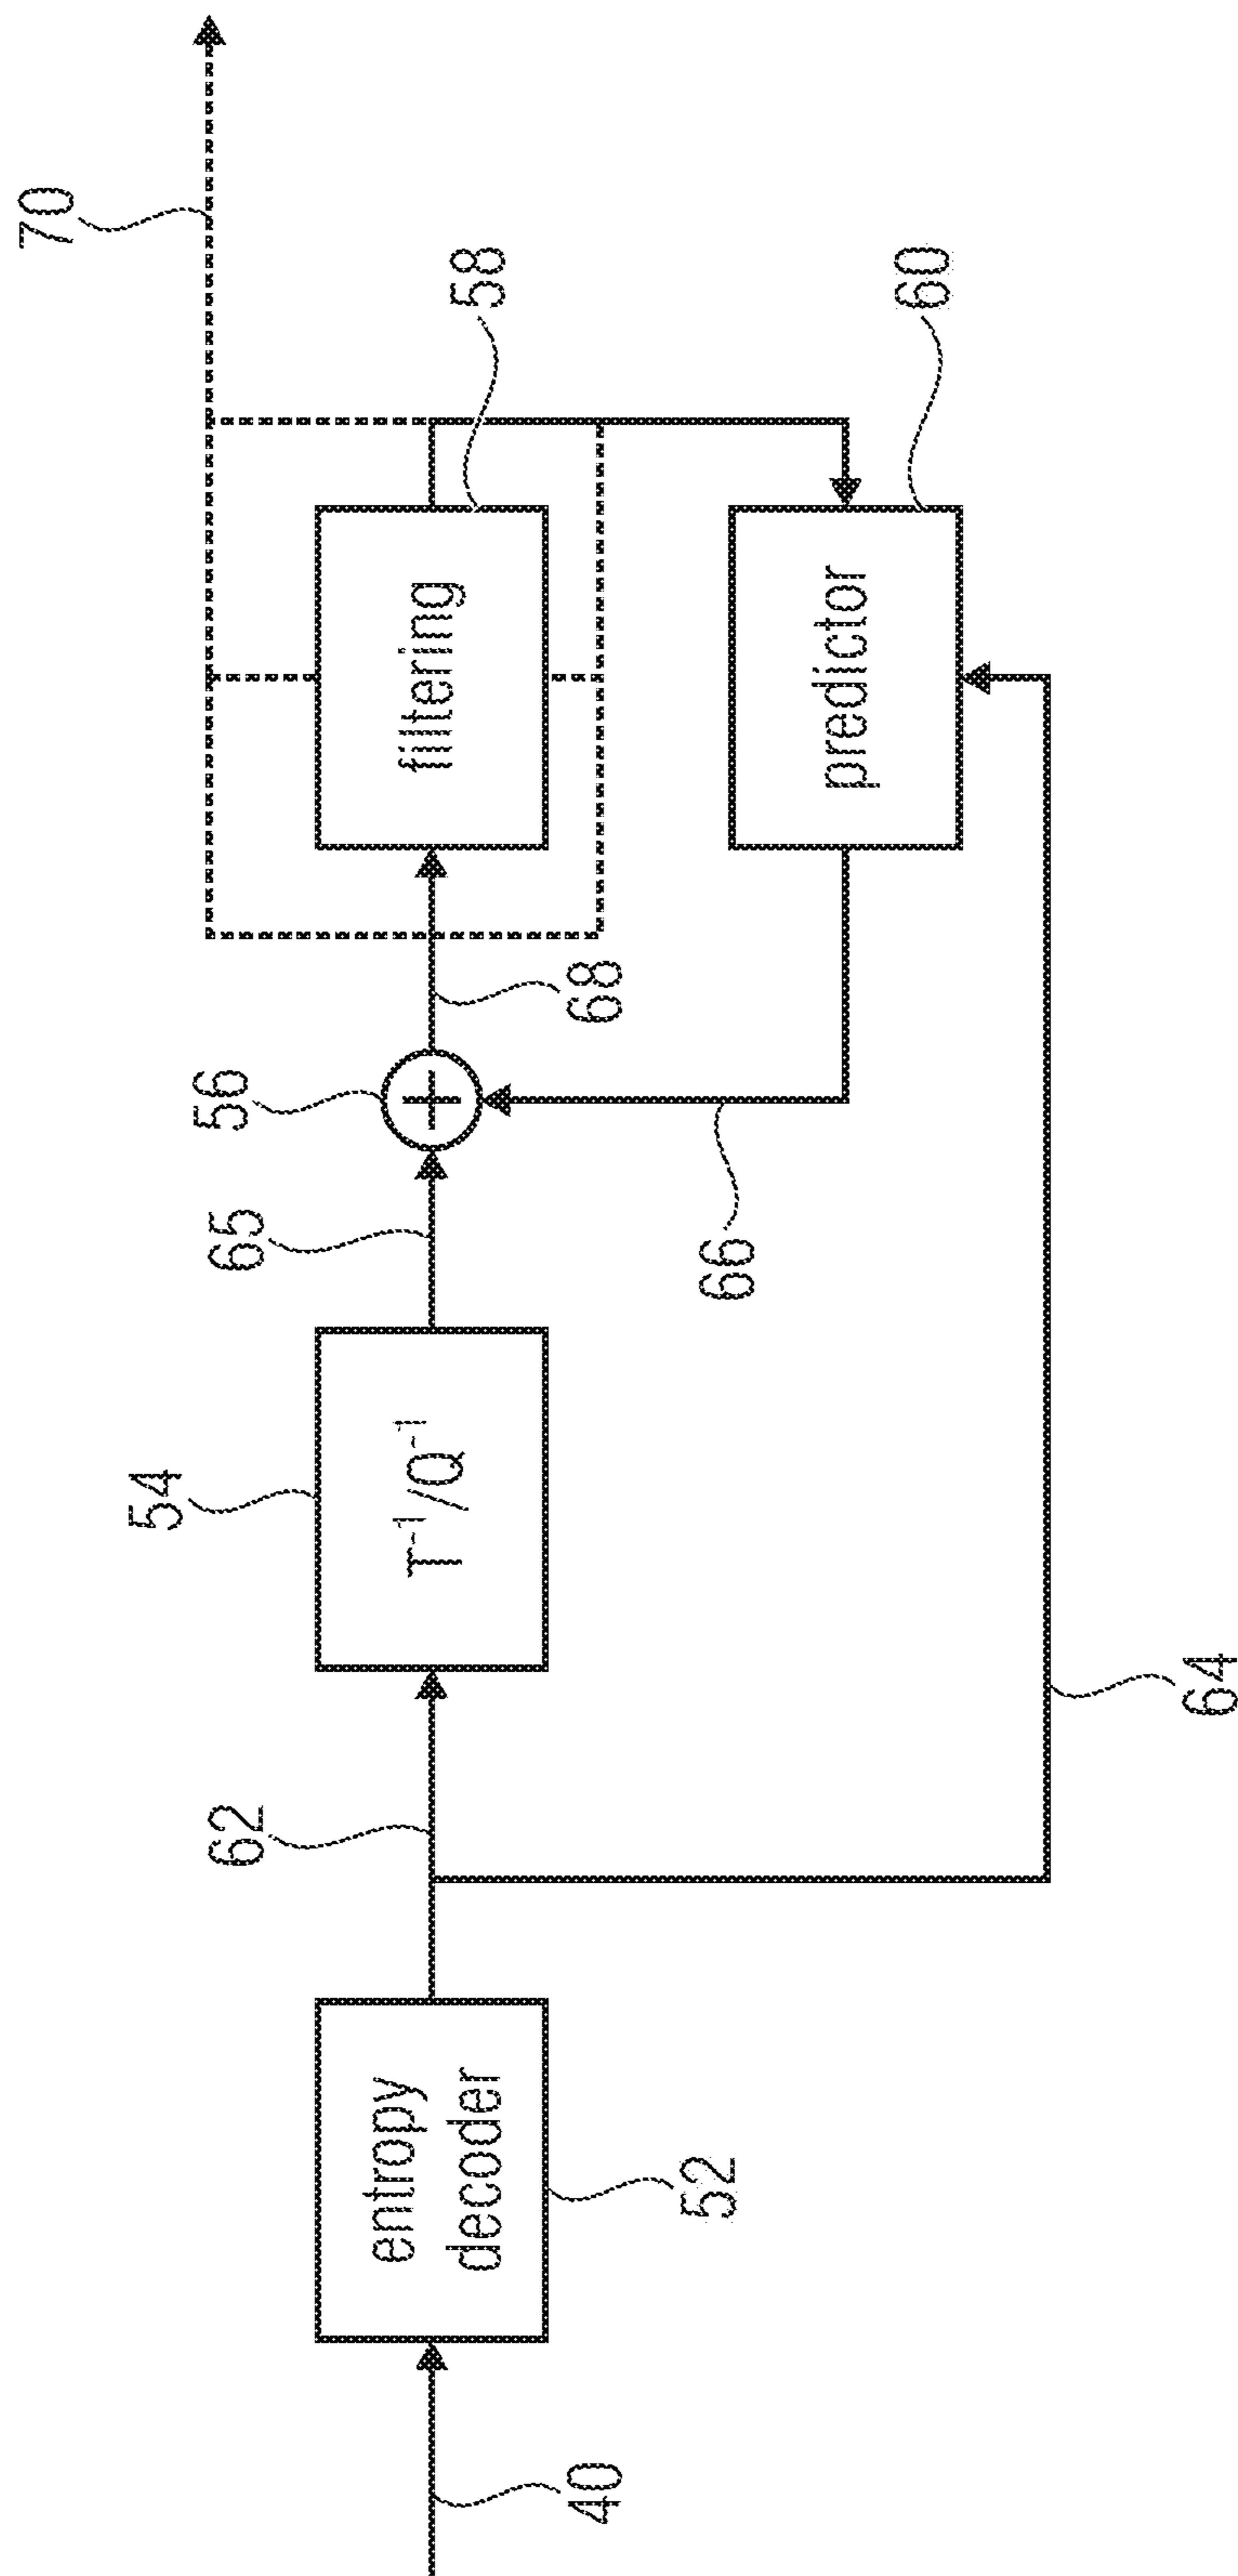 70
58
60
filtering
predictor
68
56
65
66
54
T⁻¹/Q⁻¹
62
64
entropy
decoder
52
40